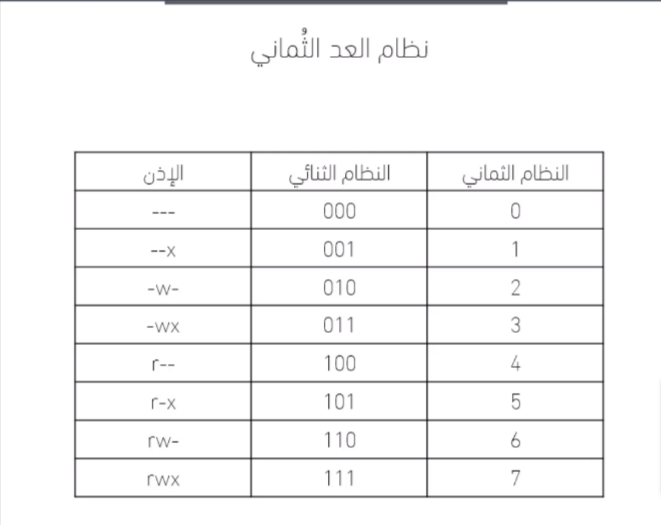 نظام العد الثُماني
النظام الثماني النظام الثنائي الإذن
0 000 ---
1 001 --x
2 010 -w-
3 011 -wx
4 100 r--
5 101 r-x
6 110 rw-
7 111 rwx